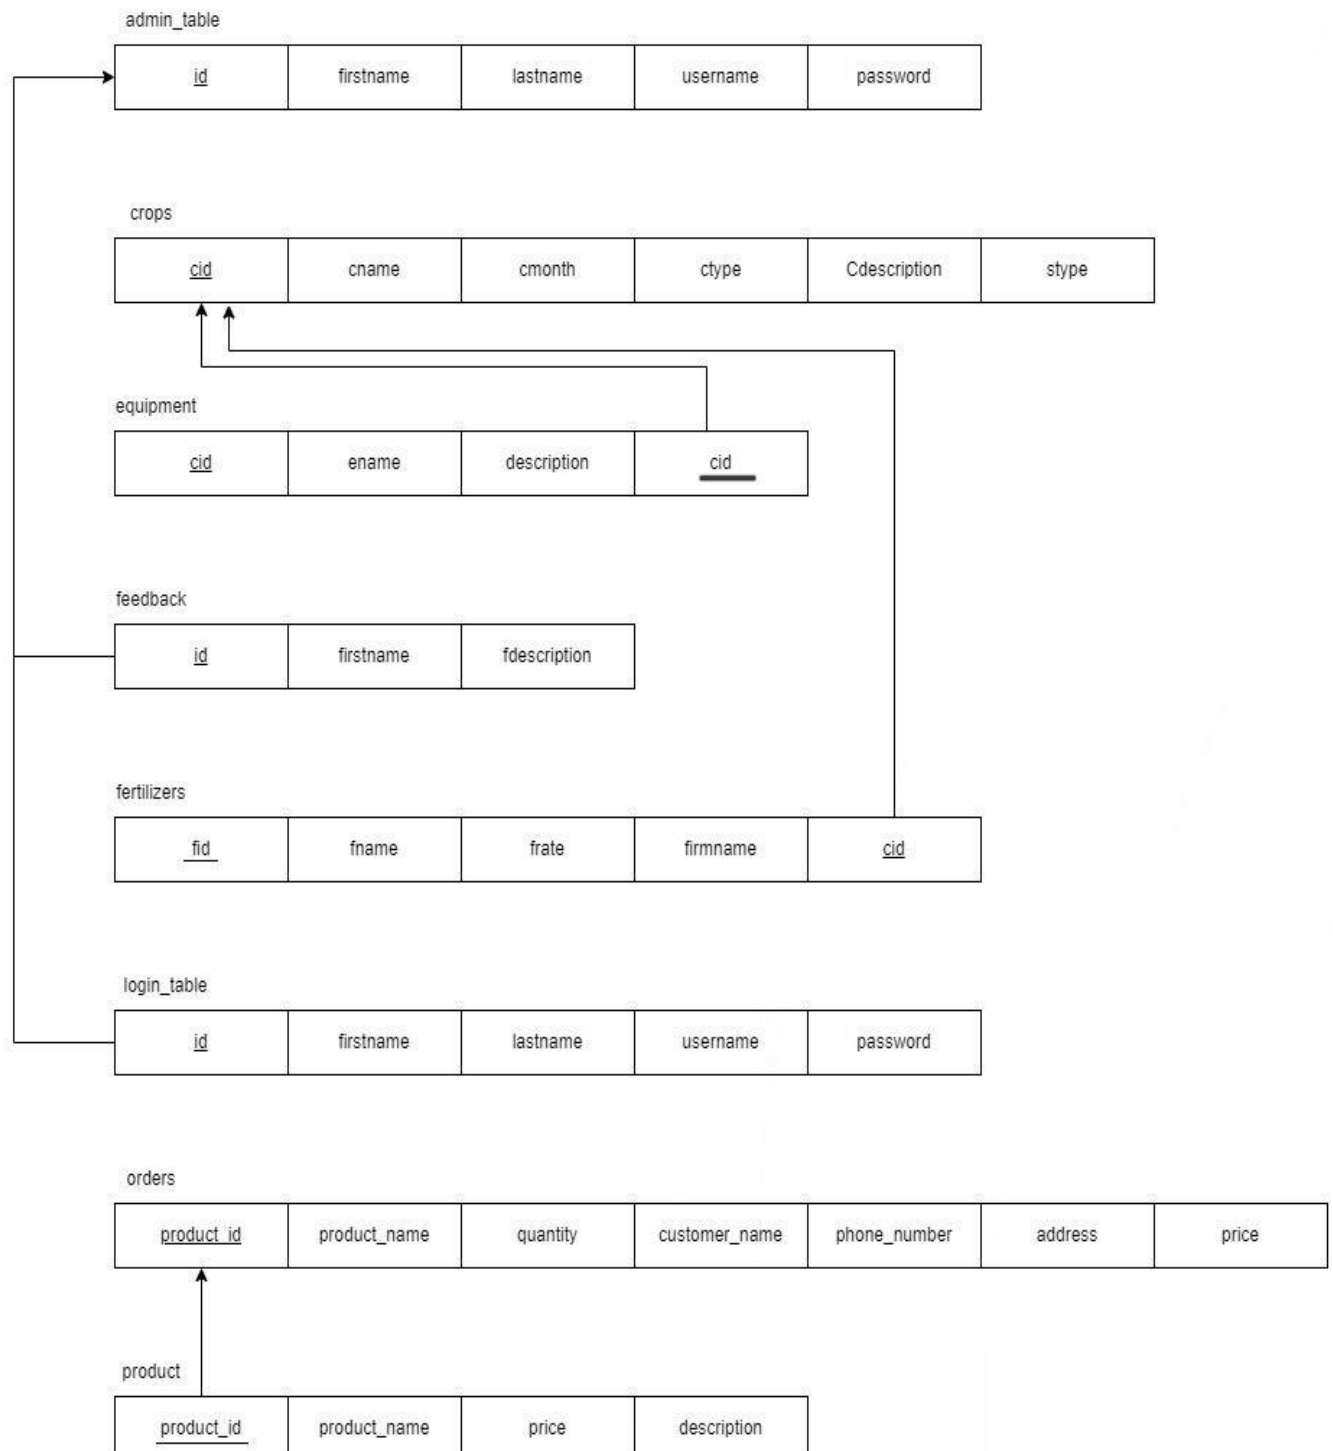 admin_table
id firstname lastname username password
crops
cid cname cmonth ctype Cdescription stype
equipment
cid ename description cid
feedback
id firstname fdescription
fertilizers
fid fname frate firmname cid
login_table
id firstname lastname username password
orders
product_id product_name quantity customer_name phone_number address price
product
product_id product_name price description